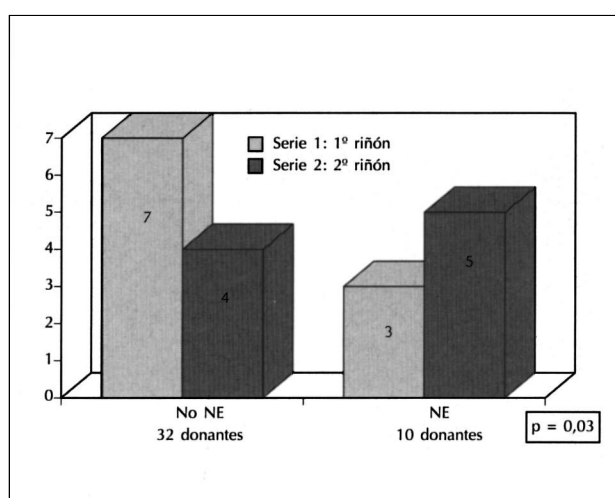 7
6
5
4
3
2
1
0
Serie 1: 1º riñón
Serie 2: 2º riñón
7
4
3
5
No NE
32 donantes
NE
10 donantes
p = 0,03